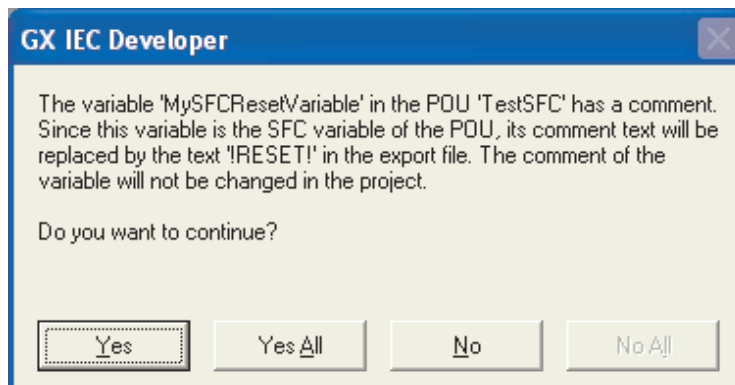 GX IEC Developer
The variable 'MySFCResetVariable' in the POU 'TestSFC' has a comment.
Since this variable is the SFC variable of the POU, its comment text will be
replaced by the text '!RESET!' in the export file. The comment of the
variable will not be changed in the project.
Do you want to continue?
Yes Yes All No No All